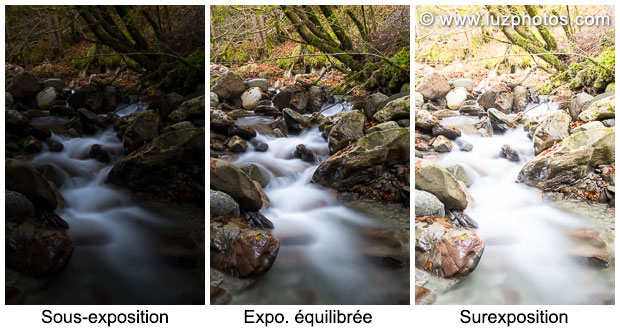 © www.luzphotos.com
Sous-exposition
Expo. équilibrée
Surexposition